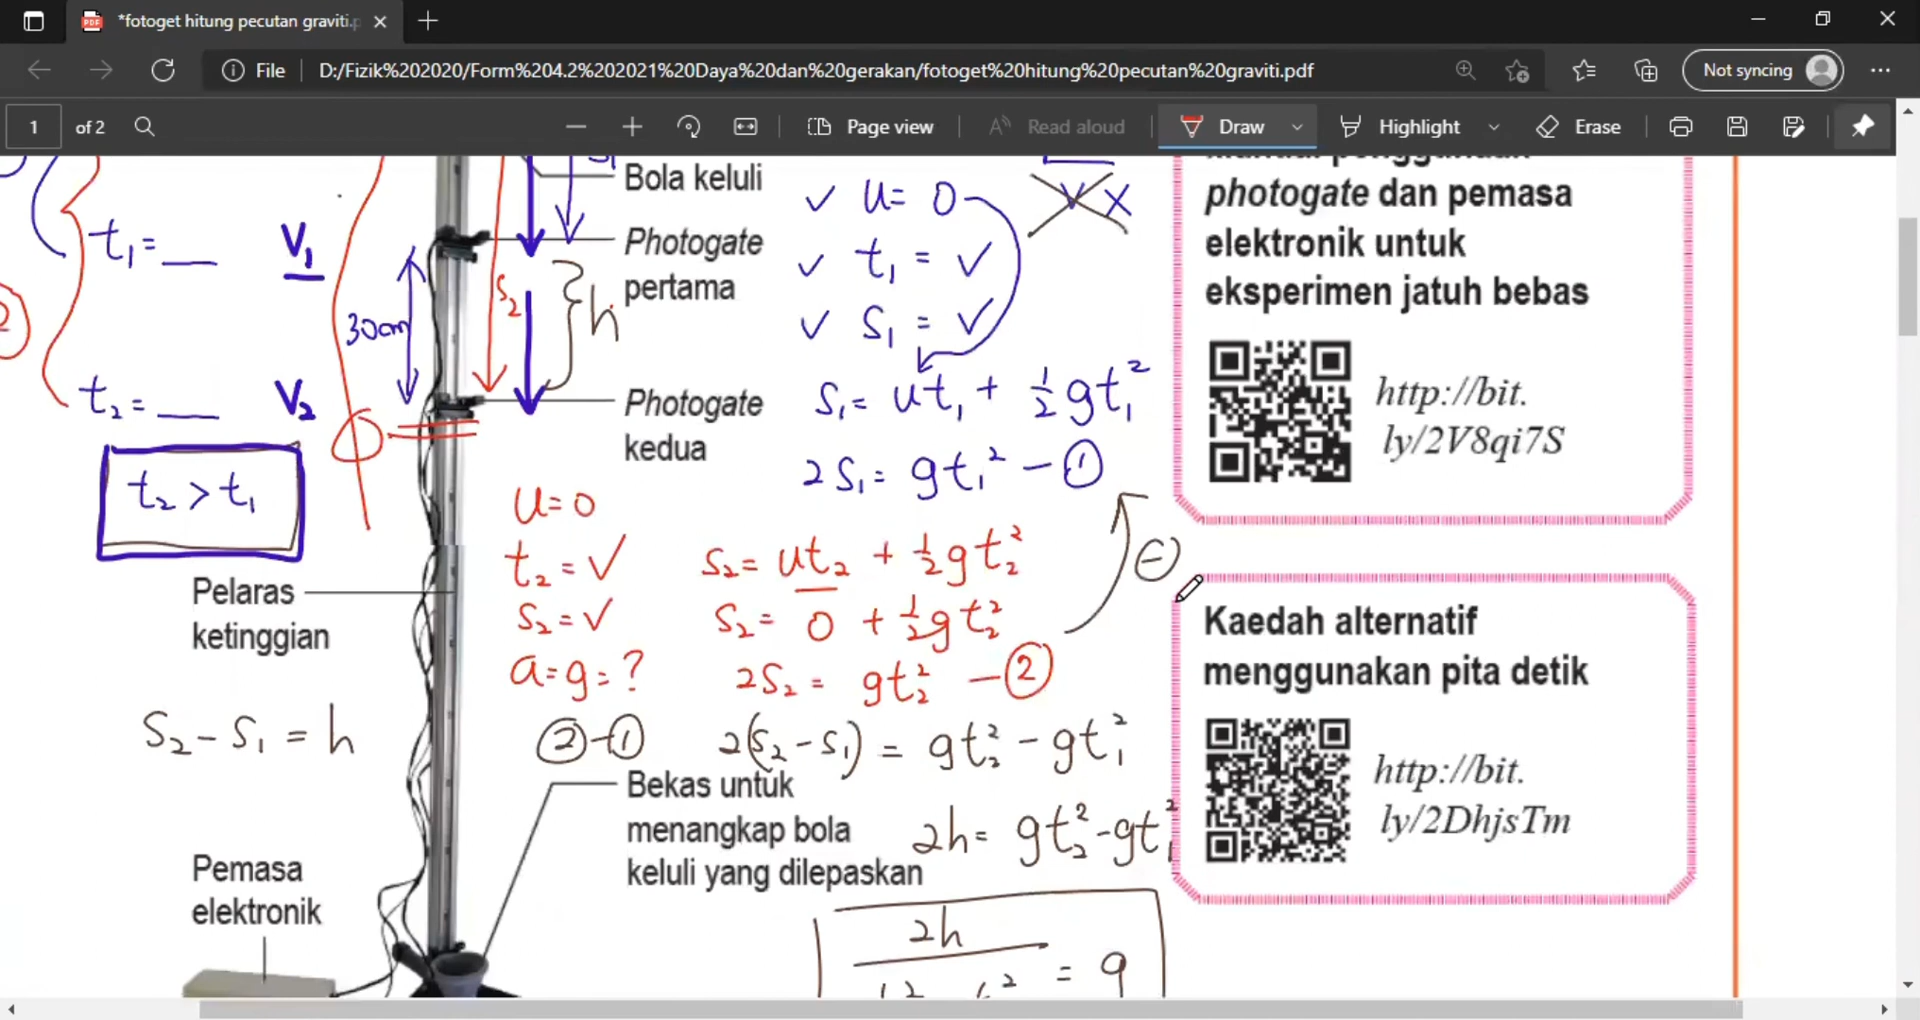 *fotoget hitung pecutan graviti.p
File
D:/Fizik%202020/Form%204.2%202021%20Daya%20dan%20gerakan/fotoget%20hitung%20pecutan%20graviti.pdf
Not syncing
1 of 2
Page view
Read aloud
Draw
Highlight
Erase
Bola keluli
Photogate
pertama
Photogate
kedua
t₁ = __ V₁
30cm
S₂
h
t₂ = __ V₂
t₂ > t₁
✓ u = 0
✓ t₁ = ✓
✓ S₁ = ✓
V X
S₁ = ut₁ + ½gt₁²
2S₁ = gt₁² – ①
u = 0
t₂ = ✓
S₂ = ✓
a = g = ?
S₂ = ut₂ + ½gt₂²
S₂ = 0 + ½gt₂²
2S₂ = gt₂² – ②
Pelaras
ketinggian
S₂ – S₁ = h
② – ① 2(S₂ – S₁) = gt₂² – gt₁²
2h = gt₂² – gt₁²
Bekas untuk
menangkap bola
keluli yang dilepaskan
Pemasa
elektronik
2h
= g
photogate dan pemasa
elektronik untuk
eksperimen jatuh bebas
http://bit.
ly/2V8qi7S
Kaedah alternatif
menggunakan pita detik
http://bit.
ly/2DhjsTm